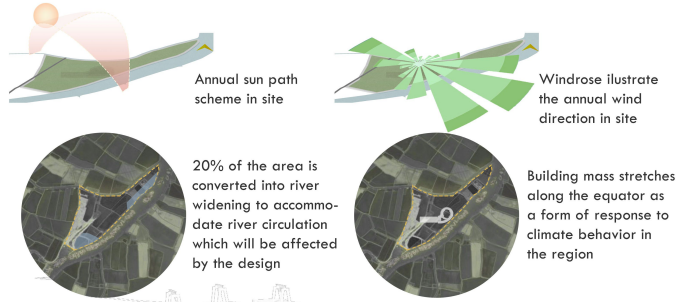 Annual sun path
scheme in site
Windrose ilustrate
the annual wind
direction in site
20% of the area is
converted into river
widening to accommo-
date river circulation
which will be affected
by the design
Building mass stretches
along the equator as
a form of response to
climate behavior in
the region